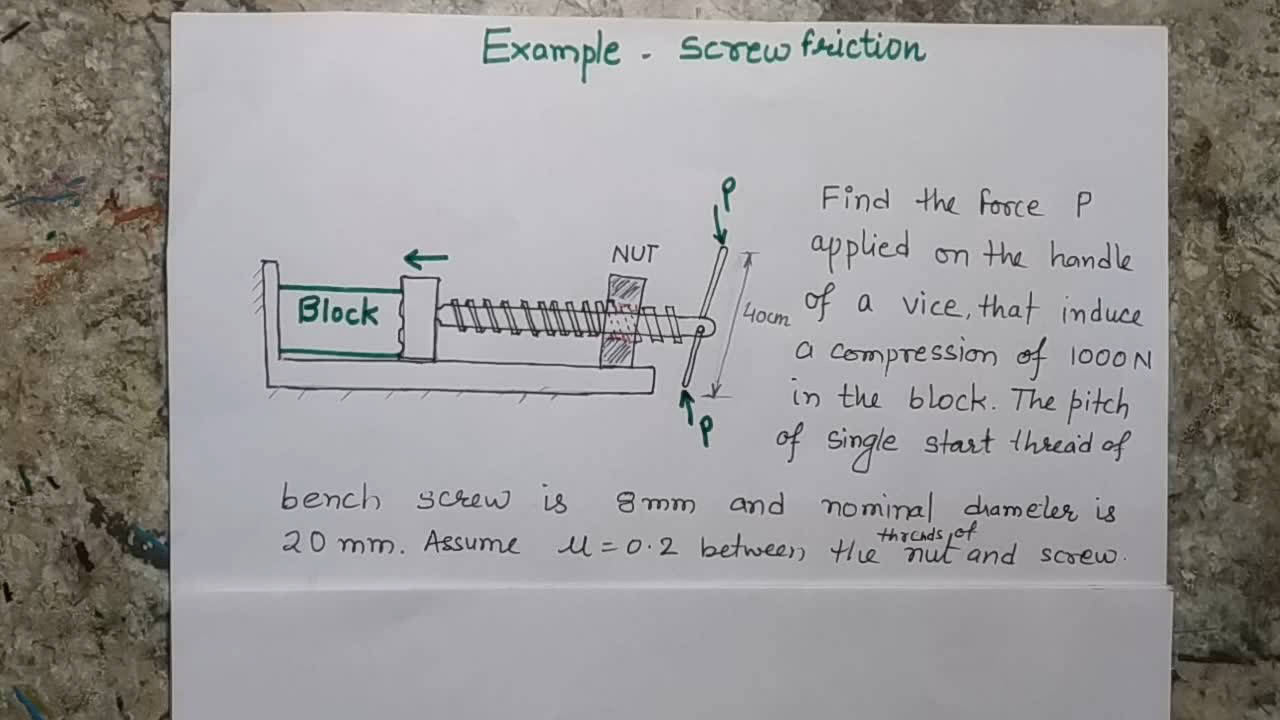 Example - Screw friction
P
NUT
Block
40cm
P
Find the force P
applied on the handle
of a vice, that induce
a compression of 1000N
in the block. The pitch
of single start thread of
bench screw is 8mm and nominal diameter is
20 mm. Assume μ = 0.2 between the threads of nut and screw.